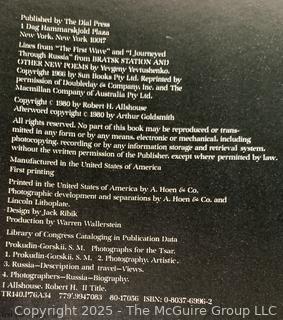 Published by The Dial Press
1 Dag Hammarskjold Plaza
New York, New York 10017
Lines from "The First Wave" and "I Journeyed
Through Russia" from BRATSK STATION AND
OTHER NEW POEMS by Yevgeny Yevtushenko.
Copyright 1966 by Sun Books Pty Ltd. Reprinted by
permission of Doubleday & Company, Inc. and The
Macmillan Company of Australia Pty Ltd.
Copyright © 1980 by Robert H. Allshouse
Afterword copyright © 1980 by Arthur Goldsmith
All rights reserved. No part of this book may be reproduced or trans-
mitted in any form or by any means, electronic or mechanical, including
photocopying, recording or by any information storage and retrieval system,
without the written permission of the Publisher, except where permitted by law.
Manufactured in the United States of America
First printing
Printed in the United States of America by A. Hoen & Co.
Photographic development and separations by A. Hoen & Co. and
Lincoln Lithoplate.
Design by Jack Ribik
Production by Warren Wallerstein
Library of Congress Cataloging in Publication Data
Prokudin-Gorskii, S. M. Photographs for the Tsar.
1. Prokudin-Gorskii, S. M. 2. Photography, Artistic.
3. Russia—Description and travel—Views.
4. Photographers—Russia—Biography.
I Allshouse, Robert H. II Title.
TR140.P76A34 779'.9947083 80-17056 ISBN: 0-8037-6996-2
Copyright 2025 - The McGuire Group LLC